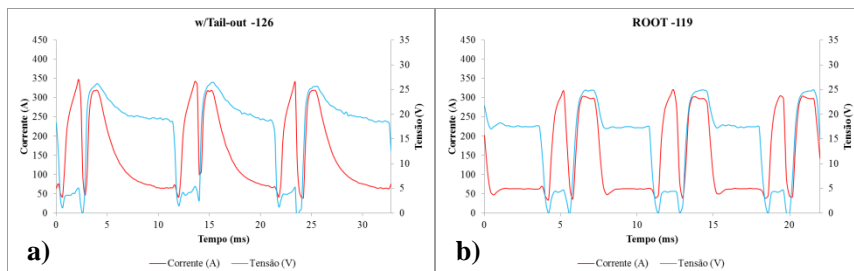 w/Tail-out -126
450
400
350
300
250
200
150
100
50
0
Corrente (A)
35
30
25
20
15
10
5
0
Tensão (V)
0 5 10 15 20 25 30
Tempo (ms)
a)
Corrente (A) Tensão (V)
ROOT -119
450
400
350
300
250
200
150
100
50
0
Corrente (A)
35
30
25
20
15
10
5
0
Tensão (V)
0 5 10 15 20
Tempo (ms)
b)
Corrente (A) Tensão (V)